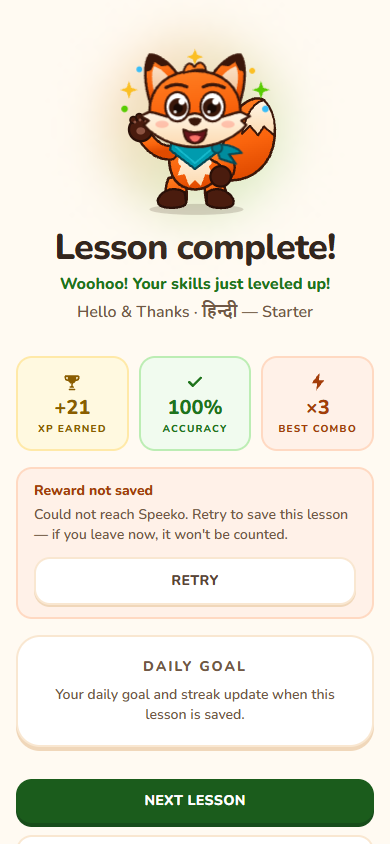 Lesson complete!
Woohoo! Your skills just leveled up!
Hello & Thanks · हिन्दी — Starter
+21
XP EARNED
100%
ACCURACY
×3
BEST COMBO
Reward not saved
Could not reach Speeko. Retry to save this lesson
— if you leave now, it won't be counted.
RETRY
DAILY GOAL
Your daily goal and streak update when this
lesson is saved.
NEXT LESSON